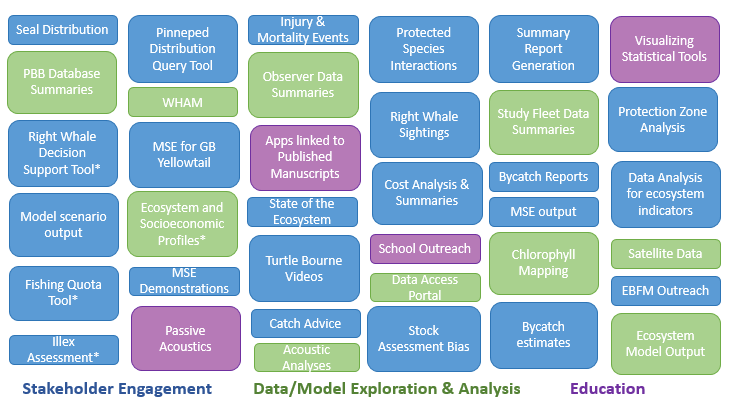 Seal Distribution
PBB Database
Summaries
Right Whale
Decision
Support Tool*
Model scenario
output
Fishing Quota
Tool*
Illex
Assessment*
Pinneped
Distribution
Query Tool
WHAM
MSE for GB
Yellowtail
Ecosystem and
Socioeconomic
Profiles*
MSE
Demonstrations
Passive
Acoustics
Injury &
Mortality Events
Observer Data
Summaries
Apps linked to
Published
Manuscripts
State of the
Ecosystem
Turtle Bourne
Videos
Catch Advice
Acoustic
Analyses
Protected
Species
Interactions
Right Whale
Sightings
Cost Analysis &
Summaries
School Outreach
Data Access
Portal
Stock
Assessment Bias
Summary
Report
Generation
Study Fleet Data
Summaries
Bycatch Reports
MSE output
Chlorophyll
Mapping
Bycatch
estimates
Visualizing
Statistical Tools
Protection Zone
Analysis
Data Analysis
for ecosystem
indicators
Satellite Data
EBFM Outreach
Ecosystem
Model Output
Stakeholder Engagement
Data/Model Exploration & Analysis
Education